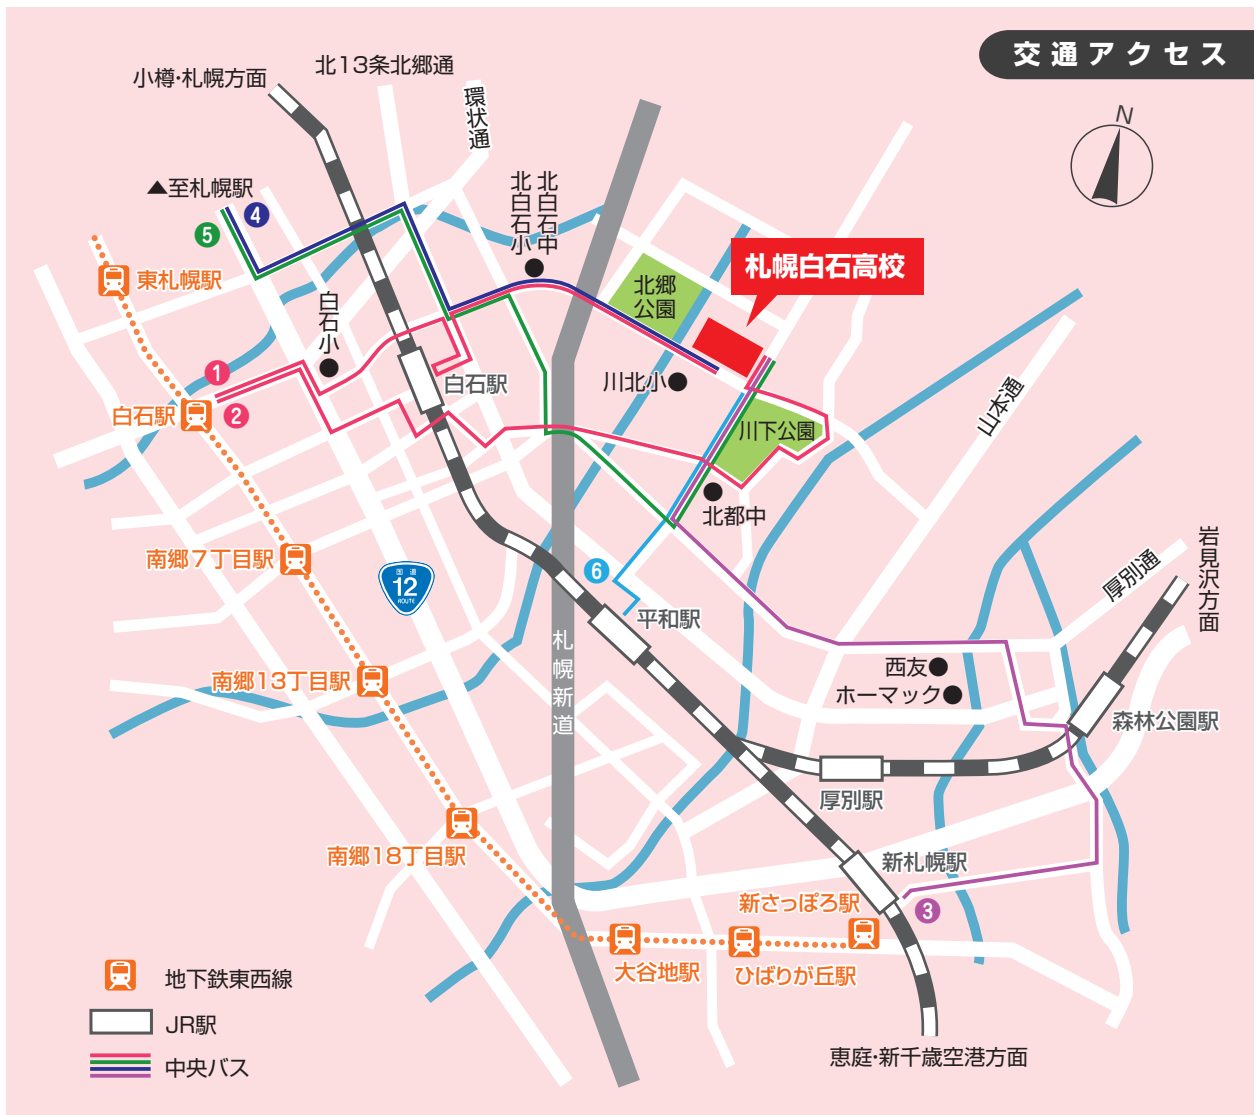 交通アクセス
N
小樽・札幌方面
北13条北郷通
環状通
▲至札幌駅
4
5
北白石中
北白石小
札幌白石高校
北郷
公園
東札幌駅
白石小
1
2
白石駅
白石駅
川北小
川下公園
山本通
北都中
南郷7丁目駅
国道
12
ROUTE
6
平和駅
岩見沢方面
厚別通
札幌新道
西友
ホーマック
南郷13丁目駅
森林公園駅
厚別駅
南郷18丁目駅
新札幌駅
新さっぽろ駅
3
大谷地駅
ひばりが丘駅
地下鉄東西線
JR駅
中央バス
恵庭・新千歳空港方面